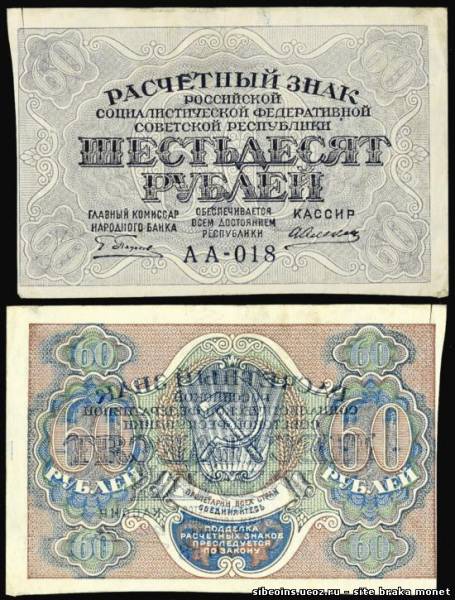 60 60
РАСЧЕТНЫЙ ЗНАК
РОССИЙСКОЙ
СОЦИАЛИСТИЧЕСКОЙ ФЕДЕРАТИВНОЙ
СОВЕТСКОЙ РЕСПУБЛИКИ
ШЕСТЬДЕСЯТ
РУБЛЕЙ
ГЛАВНЫЙ КОМИССАР
НАРОДНОГО БАНКА
ОБЕСПЕЧИВАЕТСЯ
ВСЕМ ДОСТОЯНИЕМ
РЕСПУБЛИКИ
КАССИР
АА-018
60 60
60 60
60 60
РУБЛЕЙ РУБЛЕЙ
ПРОЛЕТАРИИ ВСЕХ СТРАН
СОЕДИНЯЙТЕСЬ
ПОДДЕЛКА
РАСЧЕТНЫХ ЗНАКОВ
ПРЕСЛЕДУЕТСЯ
ПО ЗАКОНУ
60 60
sibcoins.ucoz.ru – site braka monet